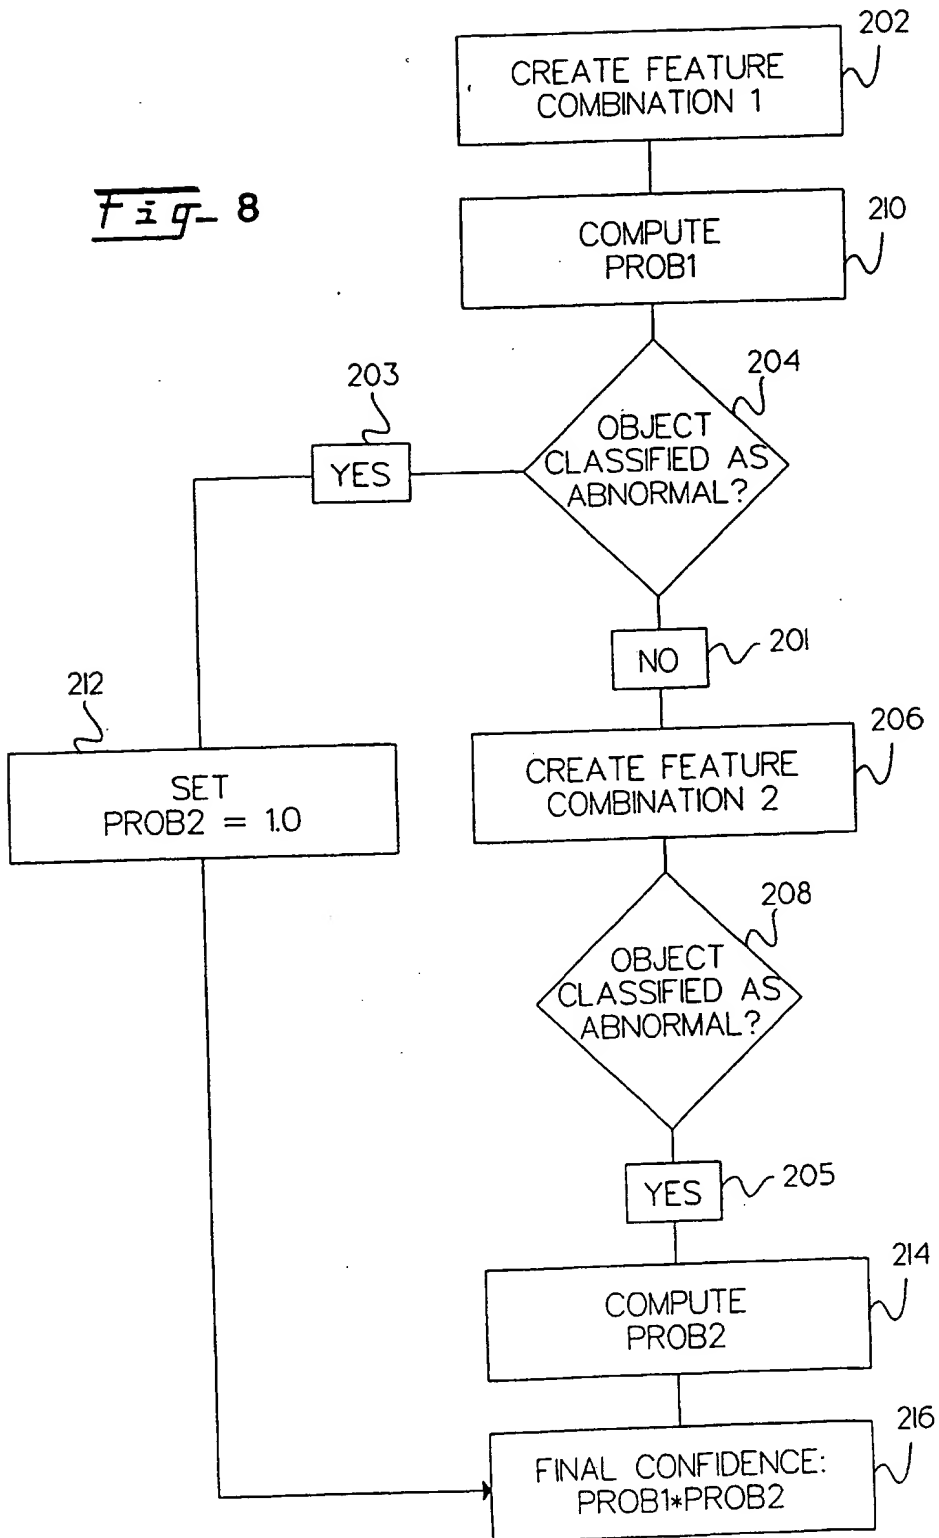 Fig- 8
202
CREATE FEATURE
COMBINATION 1
210
COMPUTE
PROB1
204
OBJECT
CLASSIFIED AS
ABNORMAL?
203
YES
201
NO
212
SET
PROB2 = 1.0
206
CREATE FEATURE
COMBINATION 2
208
OBJECT
CLASSIFIED AS
ABNORMAL?
205
YES
214
COMPUTE
PROB2
216
FINAL CONFIDENCE:
PROB1*PROB2